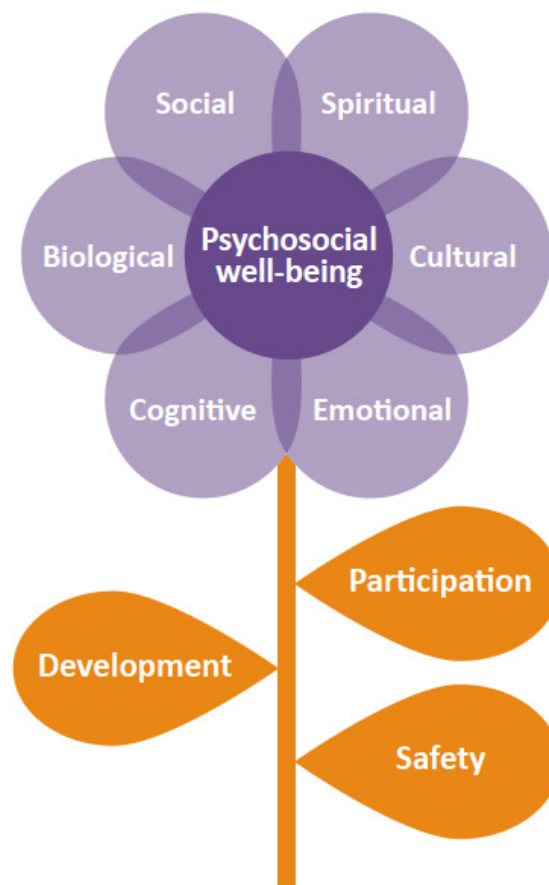 Social
Spiritual
Biological
Psychosocial
well-being
Cultural
Cognitive
Emotional
Participation
Development
Safety